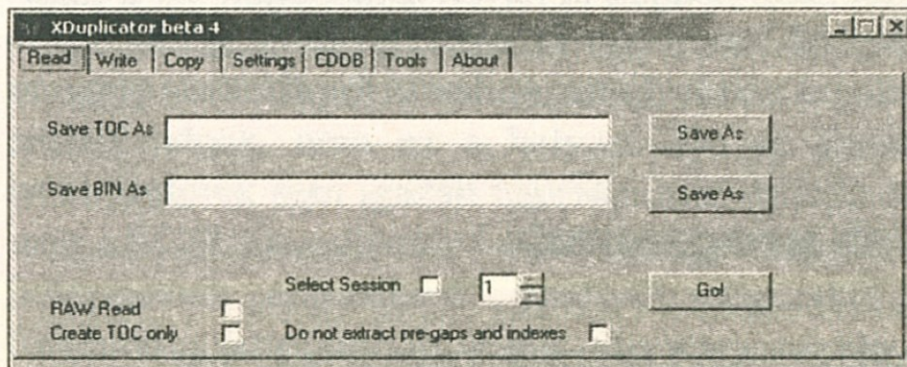 XDuplicator beta 4
Read Write Copy Settings CDDB Tools About
Save TOC As Save As
Save BIN As Save As
Select Session 1 Go!
RAW Read
Create TOC only Do not extract pre-gaps and indexes